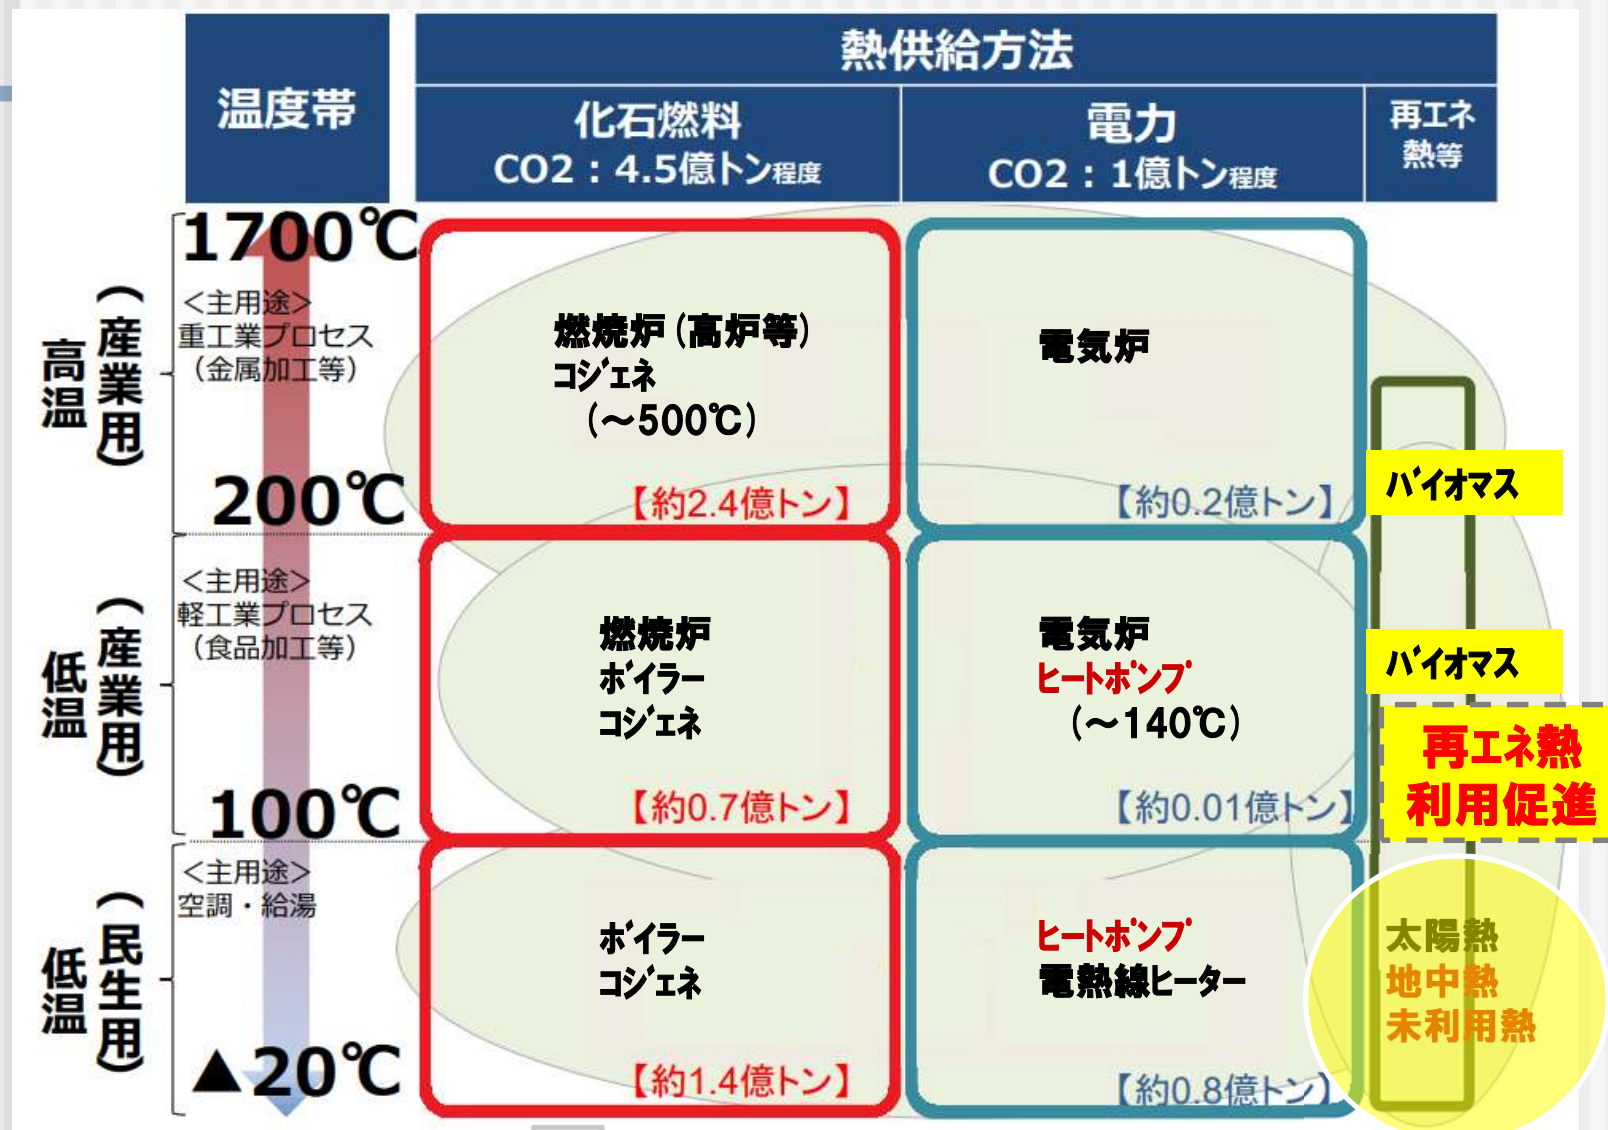 温度帯
熱供給方法
化石燃料
CO2：4.5億トン程度
電力
CO2：1億トン程度
再エネ
熱等
高温
（産業用）
1700℃
＜主用途＞
重工業プロセス
（金属加工等）
200℃
燃焼炉（高炉等）
コジェネ
（～500℃）
【約2.4億トン】
電気炉
【約0.2億トン】
バイオマス
低温
（産業用）
＜主用途＞
軽工業プロセス
（食品加工等）
100℃
燃焼炉
ボイラー
コジェネ
【約0.7億トン】
電気炉
ヒートポンプ
（～140℃）
【約0.01億トン】
バイオマス
再エネ熱
利用促進
低温
（民生用）
＜主用途＞
空調・給湯
▲20℃
ボイラー
コジェネ
【約1.4億トン】
ヒートポンプ
電熱線ヒーター
【約0.8億トン】
太陽熱
地中熱
未利用熱